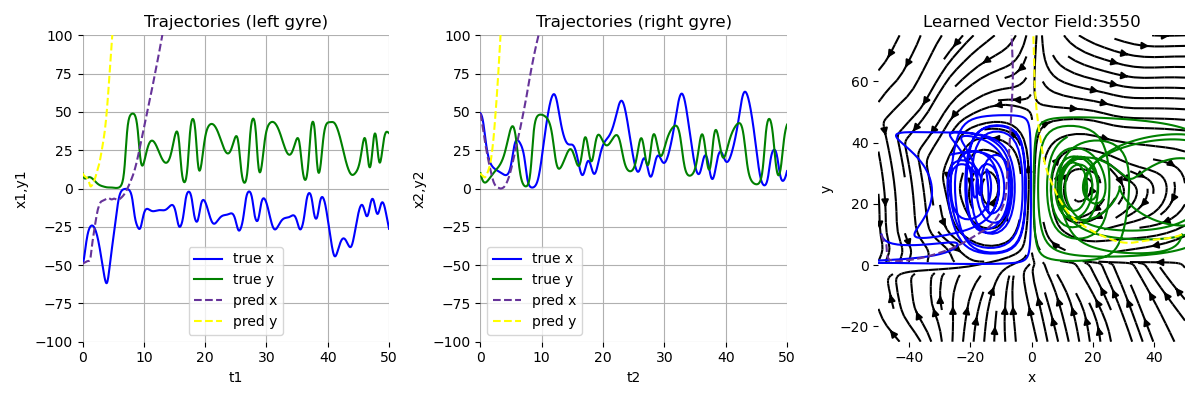 Trajectories (left gyre)
100
75
50
25
0
−25
−50
−75
−100
x1,y1
0
10
20
30
40
50
t1
true x
true y
pred x
pred y
Trajectories (right gyre)
100
75
50
25
0
−25
−50
−75
−100
x2,y2
0
10
20
30
40
50
t2
true x
true y
pred x
pred y
Learned Vector Field:3550
60
40
20
0
−20
y
−40
−20
0
20
40
x